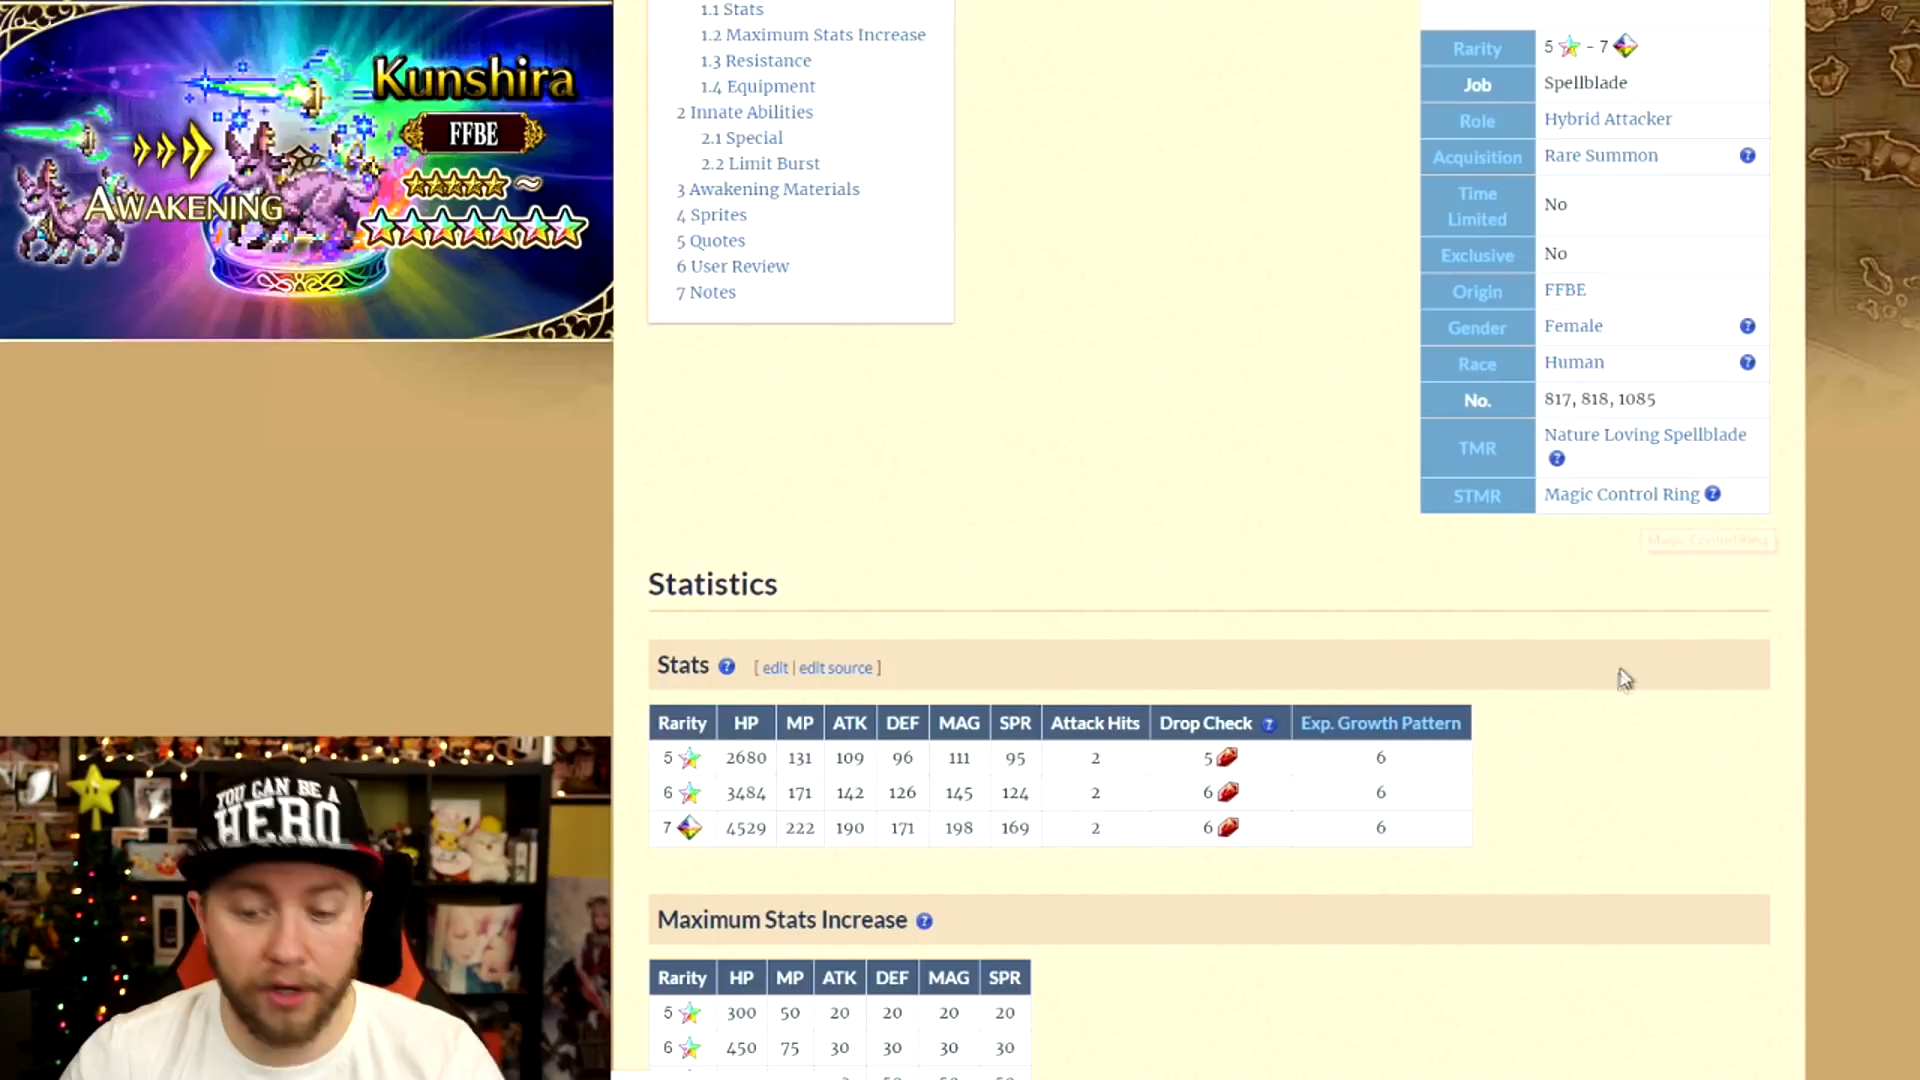 Kunshira
FFBE
AWAKENING
1.1 Stats
1.2 Maximum Stats Increase
1.3 Resistance
1.4 Equipment
2 Innate Abilities
2.1 Special
2.2 Limit Burst
3 Awakening Materials
4 Sprites
5 Quotes
6 User Review
7 Notes
Rarity 5 - 7
Job Spellblade
Role Hybrid Attacker
Acquisition Rare Summon ?
Time Limited No
Exclusive No
Origin FFBE
Gender Female ?
Race Human ?
No. 817, 818, 1085
TMR Nature Loving Spellblade ?
STMR Magic Control Ring ?
Magic Control Ring
Statistics
Stats ? [ edit | edit source ]
Rarity HP MP ATK DEF MAG SPR Attack Hits Drop Check ? Exp. Growth Pattern
5 2680 131 109 96 111 95 2 5 6
6 3484 171 142 126 145 124 2 6 6
7 4529 222 190 171 198 169 2 6 6
Maximum Stats Increase ?
Rarity HP MP ATK DEF MAG SPR
5 300 50 20 20 20 20
6 450 75 30 30 30 30
YOU CAN BE A
HERO